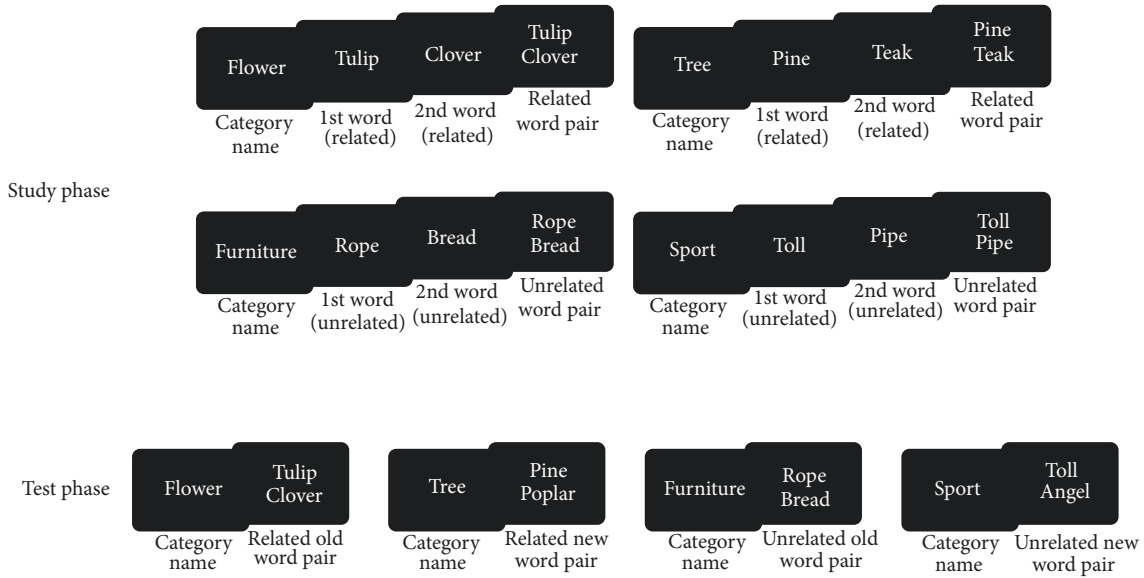 Study phase
Flower
Tulip
Clover
Tulip
Clover
Category
name
1st word
(related)
2nd word
(related)
Related
word pair
Tree
Pine
Teak
Pine
Teak
Category
name
1st word
(related)
2nd word
(related)
Related
word pair
Furniture
Rope
Bread
Rope
Bread
Category
name
1st word
(unrelated)
2nd word
(unrelated)
Unrelated
word pair
Sport
Toll
Pipe
Toll
Pipe
Category
name
1st word
(unrelated)
2nd word
(unrelated)
Unrelated
word pair
Test phase
Flower
Tulip
Clover
Category
name
Related old
word pair
Tree
Pine
Poplar
Category
name
Related new
word pair
Furniture
Rope
Bread
Category
name
Unrelated old
word pair
Sport
Toll
Angel
Category
name
Unrelated new
word pair